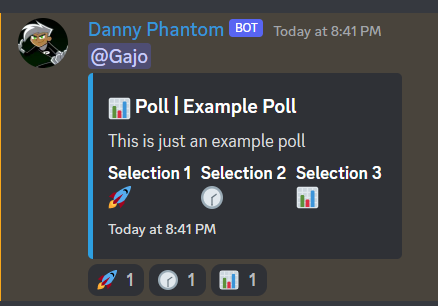 Danny Phantom BOT Today at 8:41 PM
@Gajo
📊 Poll | Example Poll
This is just an example poll
Selection 1 Selection 2 Selection 3
🚀 🕜 📊
Today at 8:41 PM
🚀 1 🕜 1 📊 1